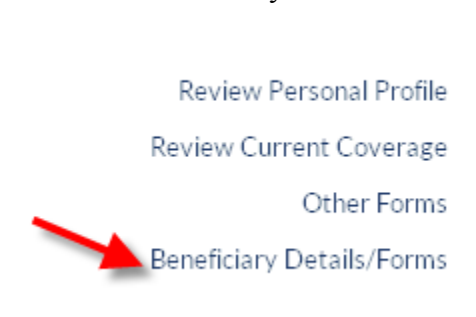 Review Personal Profile
Review Current Coverage
Other Forms
Beneficiary Details/Forms